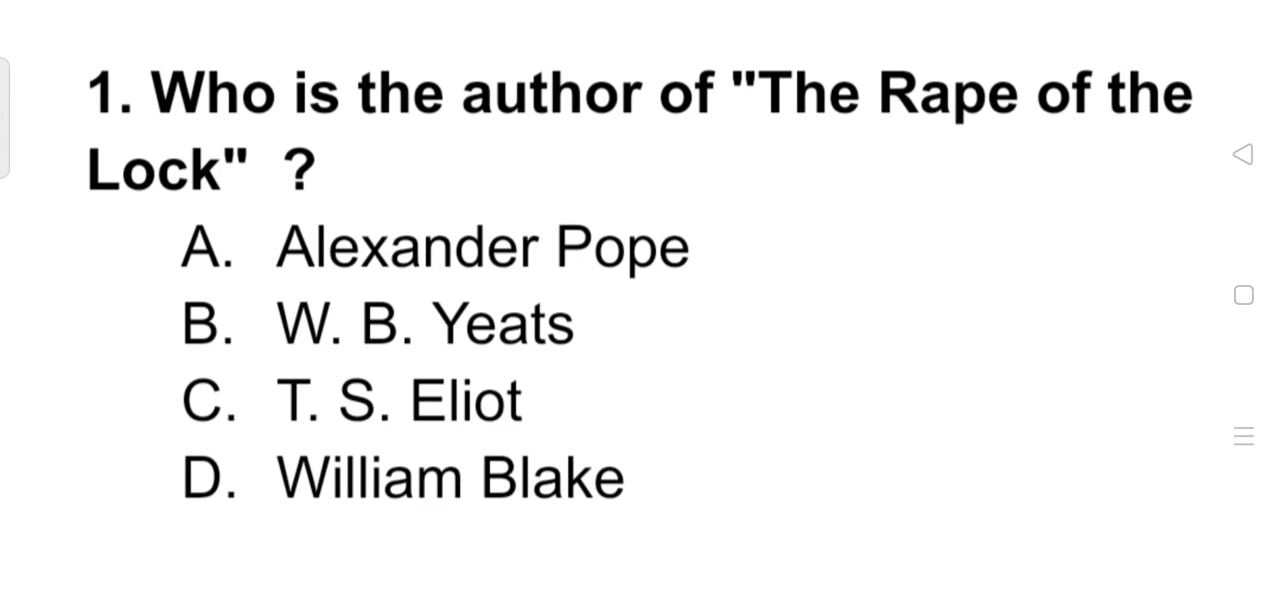 1. Who is the author of "The Rape of the
Lock" ?
A. Alexander Pope
B. W. B. Yeats
C. T. S. Eliot
D. William Blake